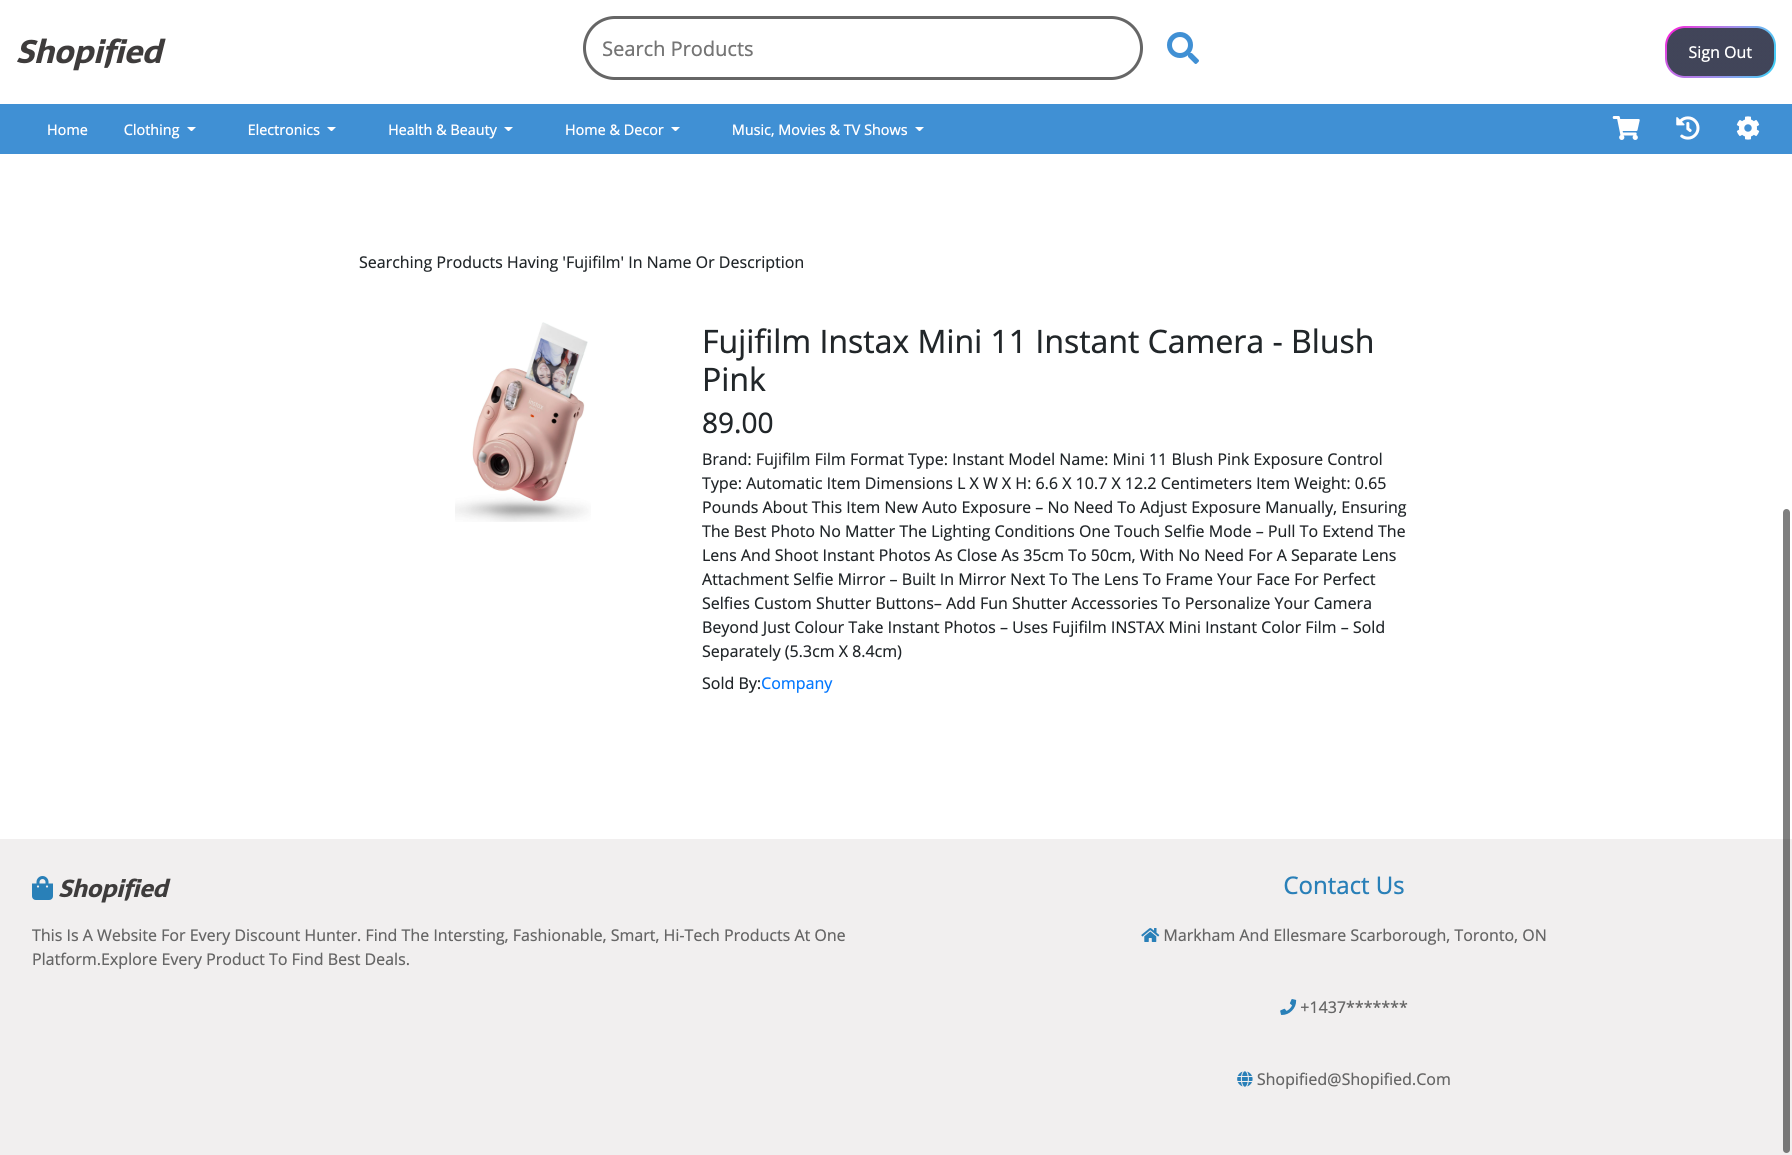 Shopified
Search Products
Sign Out
Home
Clothing
Electronics
Health & Beauty
Home & Decor
Music, Movies & TV Shows
Searching Products Having 'Fujifilm' In Name Or Description
Fujifilm Instax Mini 11 Instant Camera - Blush
Pink
89.00
Brand: Fujifilm Film Format Type: Instant Model Name: Mini 11 Blush Pink Exposure Control
Type: Automatic Item Dimensions L X W X H: 6.6 X 10.7 X 12.2 Centimeters Item Weight: 0.65
Pounds About This Item New Auto Exposure – No Need To Adjust Exposure Manually, Ensuring
The Best Photo No Matter The Lighting Conditions One Touch Selfie Mode – Pull To Extend The
Lens And Shoot Instant Photos As Close As 35cm To 50cm, With No Need For A Separate Lens
Attachment Selfie Mirror – Built In Mirror Next To The Lens To Frame Your Face For Perfect
Selfies Custom Shutter Buttons– Add Fun Shutter Accessories To Personalize Your Camera
Beyond Just Colour Take Instant Photos – Uses Fujifilm INSTAX Mini Instant Color Film – Sold
Separately (5.3cm X 8.4cm)
Sold By:Company
Shopified
This Is A Website For Every Discount Hunter. Find The Intersting, Fashionable, Smart, Hi-Tech Products At One
Platform.Explore Every Product To Find Best Deals.
Contact Us
Markham And Ellesmare Scarborough, Toronto, ON
+1437*******
Shopified@Shopified.Com